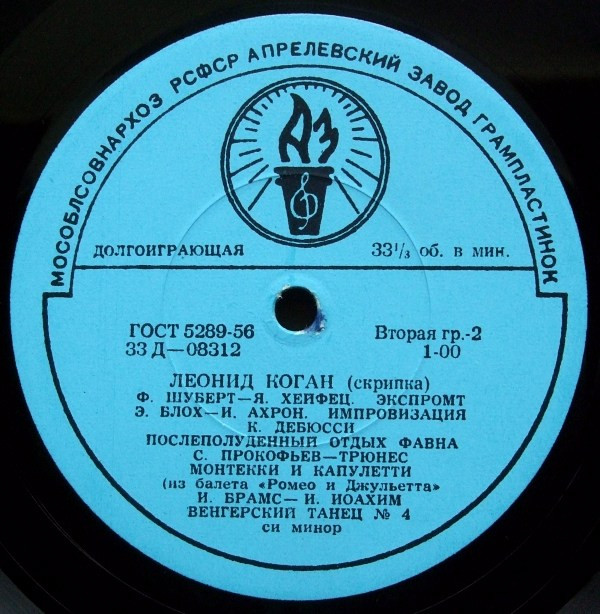 МОСОБЛСОВНАРХОЗ РСФСР АПРЕЛЕВСКИЙ ЗАВОД ГРАМПЛАСТИНОК
АЗ
ДОЛГОИГРАЮЩАЯ 33⅓ об. в мин.
ГОСТ 5289-56 Вторая гр.-2
33 Д—08312 1-00
ЛЕОНИД КОГАН (скрипка)
Ф. ШУБЕРТ—Я. ХЕЙФЕЦ. ЭКСПРОМТ
Э. БЛОХ—И. АХРОН. ИМПРОВИЗАЦИЯ
К. ДЕБЮССИ
ПОСЛЕПОЛУДЕННЫЙ ОТДЫХ ФАВНА
С. ПРОКОФЬЕВ—ТРЮНЕС
МОНТЕККИ И КАПУЛЕТТИ
(из балета «Ромео и Джульетта»
И. БРАМС—И. ИОАХИМ
ВЕНГЕРСКИЙ ТАНЕЦ № 4
си минор